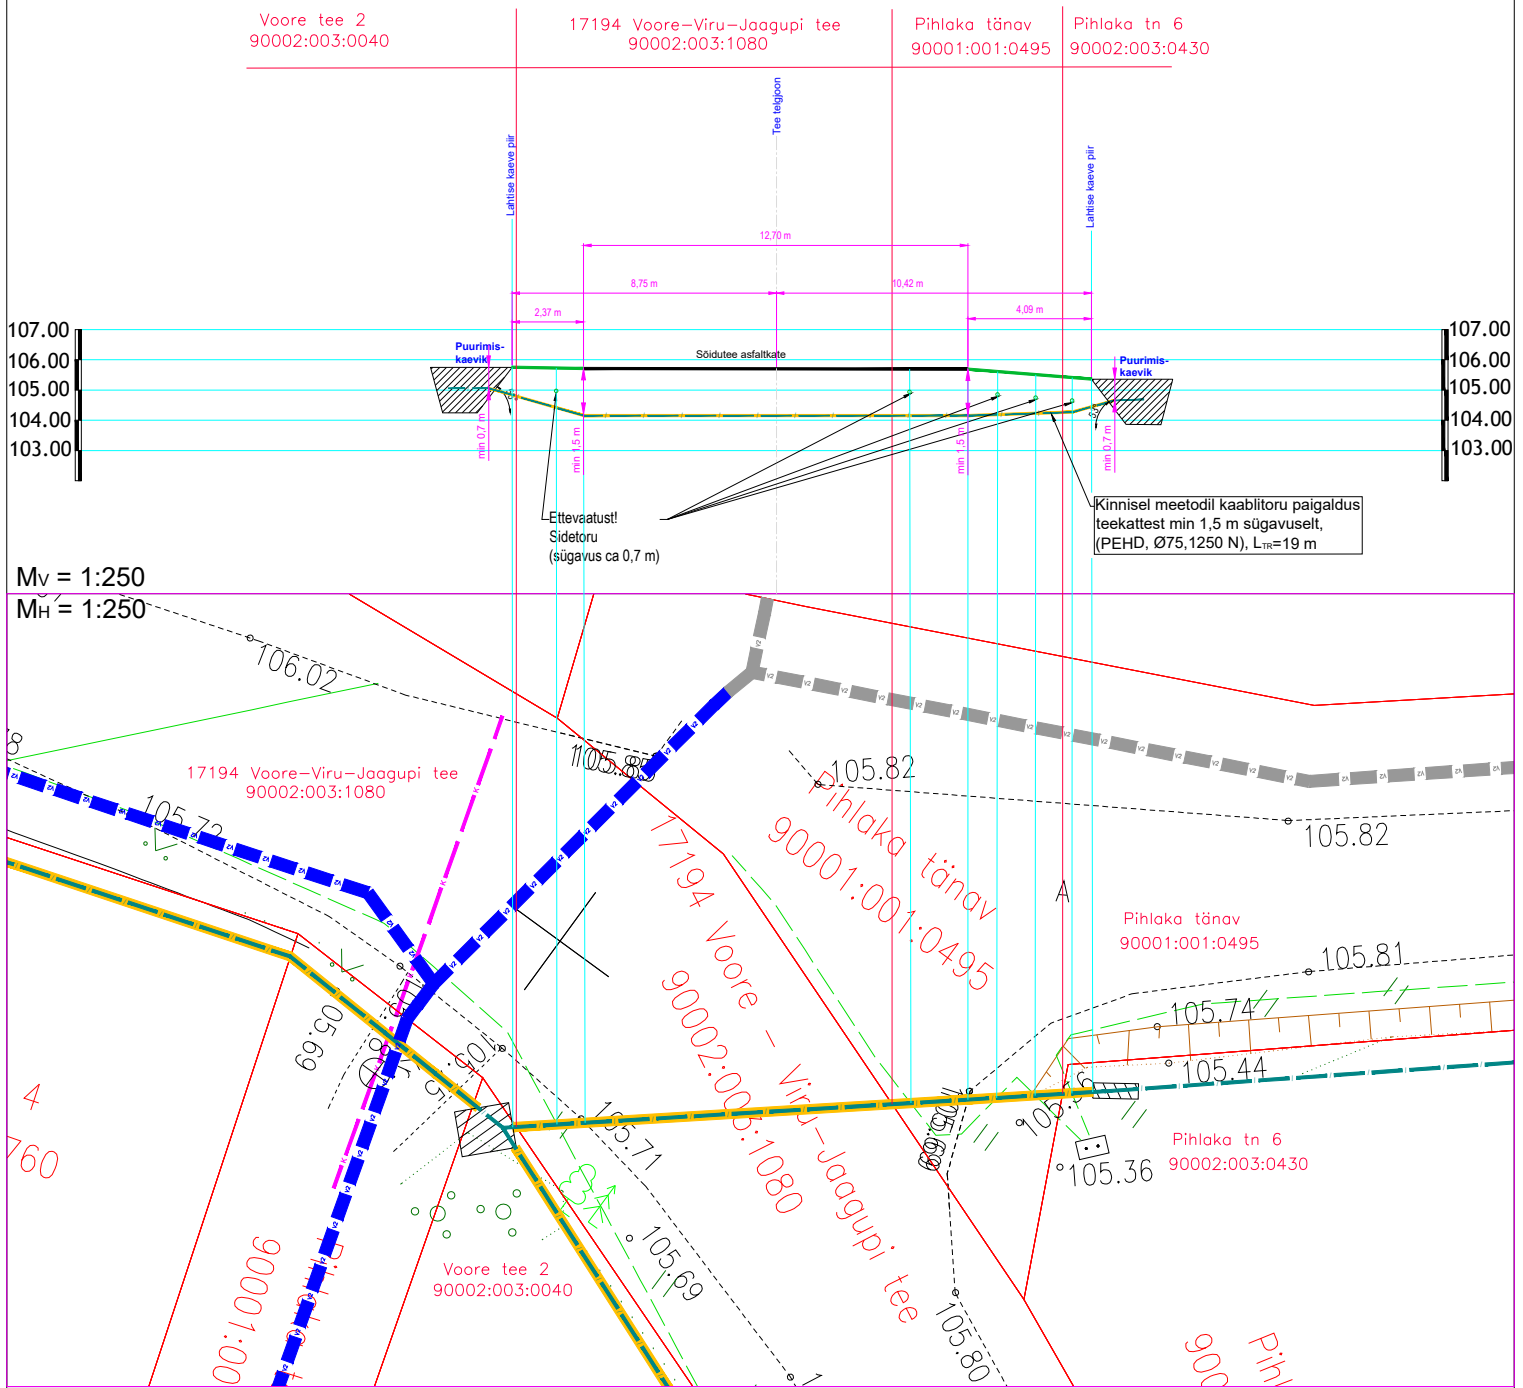 Voore tee 2
90002:003:0040
17194 Voore-Viru-Jaagupi tee
90002:003:1080
Pihlaka tänav
90001:001:0495
Pihlaka tn 6
90002:003:0430
Lahtise kaeve piir
Tee telgjoon
Lahtise kaeve piir
12,70 m
8,75 m
10,42 m
2,37 m
4,09 m
107.00
106.00
105.00
104.00
103.00
107.00
106.00
105.00
104.00
103.00
Puurimis-
kaevik
Sõidutee asfaltkate
Puurimis-
kaevik
min 0,7 m
min 1,5 m
min 1,5 m
min 0,7 m
Ettevaatust!
Sidetoru
(sügavus ca 0,7 m)
Kinnisel meetodil kaablitoru paigaldus
teekattest min 1,5 m sügavuselt,
(PEHD, Ø75,1250 N), LTR=19 m
MV = 1:250
MH = 1:250
106.02
17194 Voore-Viru-Jaagupi tee
90002:003:1080
105.72
105.82
105.82
Pihlaka tänav
90001:001:0495
17194 Voore - Viru-Jaagupi tee
90002:003:1080
A
Pihlaka tänav
90001:001:0495
105.81
105.74
105.44
105.36
05.69
105.71
105.69
105.69
105.80
4
760
Pihlaka tn 6
90002:003:0430
Voore tee 2
90002:003:0040
90001:00
Pihl
900